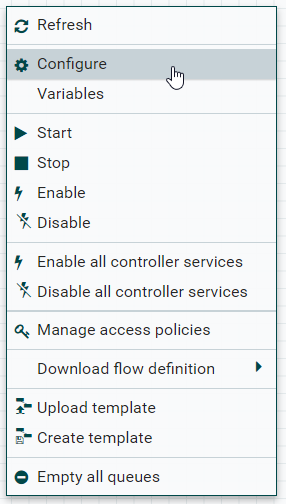 Refresh
Configure
Variables
Start
Stop
Enable
Disable
Enable all controller services
Disable all controller services
Manage access policies
Download flow definition
Upload template
Create template
Empty all queues